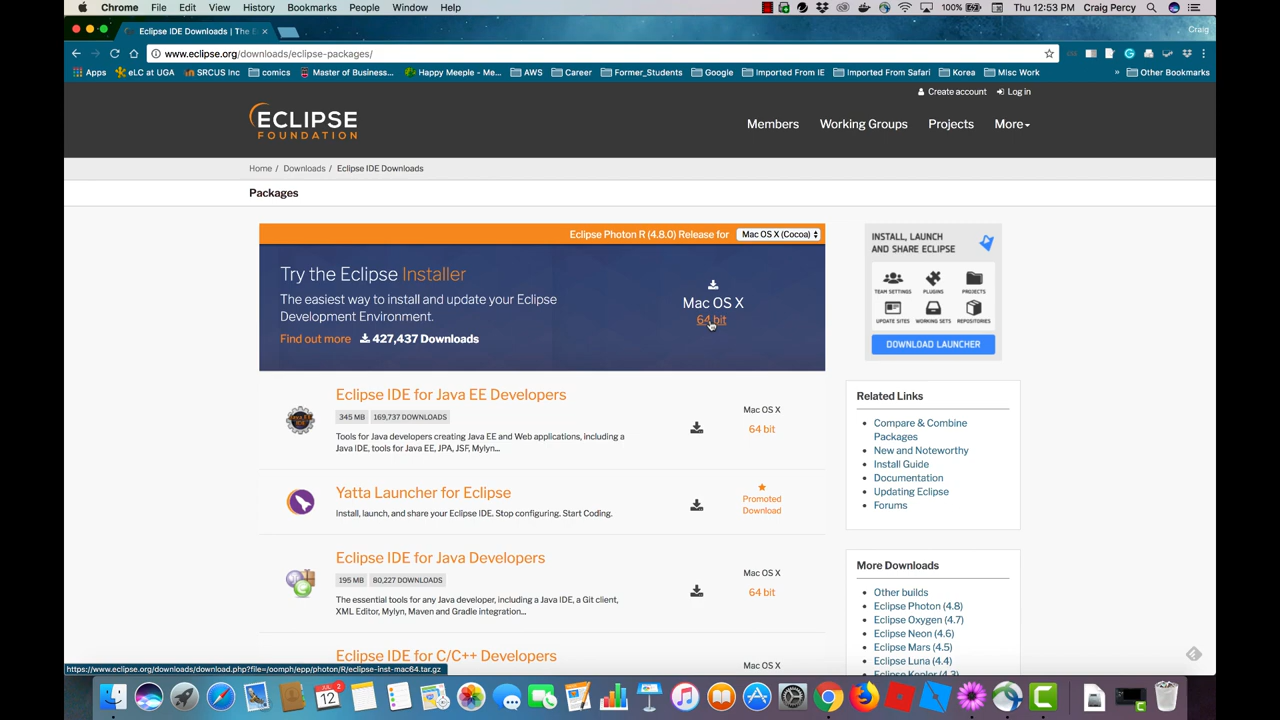 Chrome File Edit View History Bookmarks People Window Help 100% Thu 12:53 PM Craig Percy
Eclipse IDE Downloads | The E Craig
www.eclipse.org/downloads/eclipse-packages/
Apps eLC at UGA SRCUS Inc comics Master of Business... Happy Meeple - Me... AWS Career Former_Students Google Imported From IE Imported From Safari Korea MIsc Work » Other Bookmarks
Create account Log in
ECLIPSE
FOUNDATION
Members Working Groups Projects More
Home / Downloads / Eclipse IDE Downloads
Packages
Eclipse Photon R (4.8.0) Release for Mac OS X (Cocoa)
Try the Eclipse Installer
The easiest way to install and update your Eclipse
Development Environment.
Find out more 427,437 Downloads
Mac OS X
64 bit
INSTALL, LAUNCH
AND SHARE ECLIPSE
TEAM SETTINGS PLUGINS PROJECTS
UPDATE SITES WORKING SETS REPOSITORIES
DOWNLOAD LAUNCHER
Eclipse IDE for Java EE Developers
345 MB 169,737 DOWNLOADS
Tools for Java developers creating Java EE and Web applications, including a
Java IDE, tools for Java EE, JPA, JSF, Mylyn...
Mac OS X
64 bit
Yatta Launcher for Eclipse
Install, launch, and share your Eclipse IDE. Stop configuring. Start Coding.
Promoted
Download
Eclipse IDE for Java Developers
195 MB 80,227 DOWNLOADS
The essential tools for any Java developer, including a Java IDE, a Git client,
XML Editor, Mylyn, Maven and Gradle integration...
Mac OS X
64 bit
Eclipse IDE for C/C++ Developers
Mac OS X
Related Links
Compare & Combine
Packages
New and Noteworthy
Install Guide
Documentation
Updating Eclipse
Forums
More Downloads
Other builds
Eclipse Photon (4.8)
Eclipse Oxygen (4.7)
Eclipse Neon (4.6)
Eclipse Mars (4.5)
Eclipse Luna (4.4)
Eclipse Kepler (4.3)
https://www.eclipse.org/downloads/download.php?file=/oomph/epp/photon/R/eclipse-inst-mac64.tar.gz
12
2